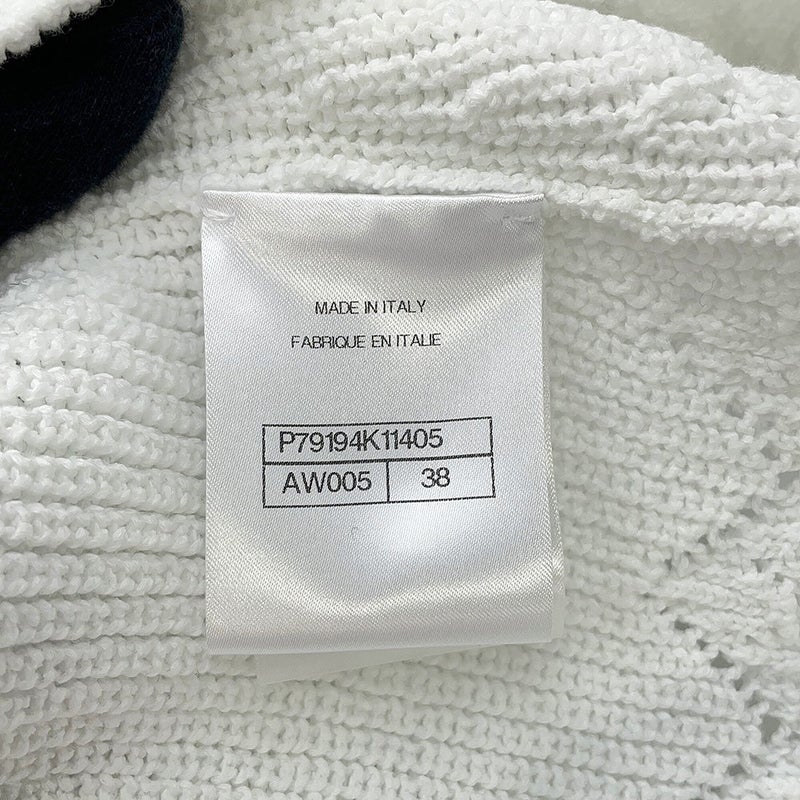 MADE IN ITALY
FABRIQUE EN ITALIE
P79194K11405
AW005 38